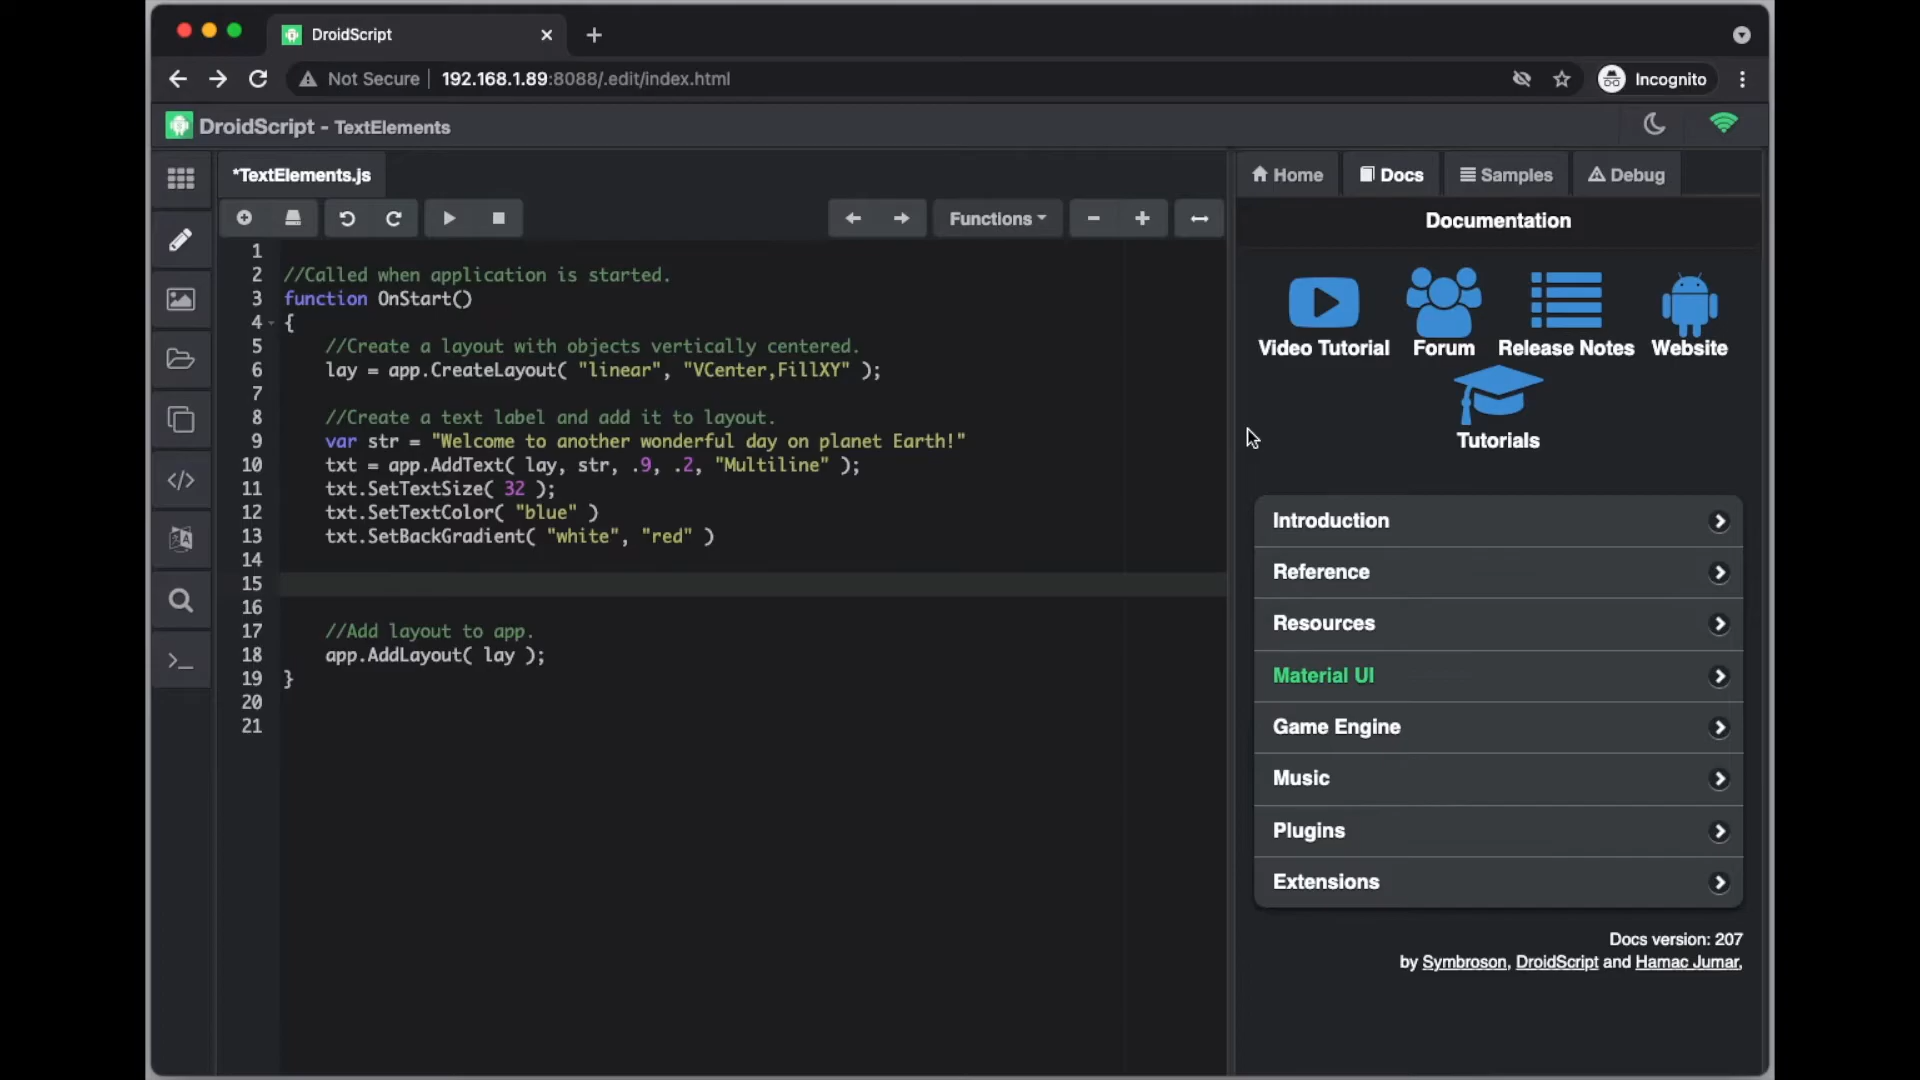 DroidScript
Not Secure 192.168.1.89:8088/.edit/index.html Incognito
DroidScript - TextElements
*TextElements.js
Home Docs Samples Debug
Functions
Documentation
Video Tutorial Forum Release Notes Website
Tutorials
1
2 //Called when application is started.
3 function OnStart()
4 {
5 //Create a layout with objects vertically centered.
6 lay = app.CreateLayout( "linear", "VCenter,FillXY" );
7
8 //Create a text label and add it to layout.
9 var str = "Welcome to another wonderful day on planet Earth!"
10 txt = app.AddText( lay, str, .9, .2, "Multiline" );
11 txt.SetTextSize( 32 );
12 txt.SetTextColor( "blue" )
13 txt.SetBackGradient( "white", "red" )
14
15
16
17 //Add layout to app.
18 app.AddLayout( lay );
19 }
20
21
Introduction
Reference
Resources
Material UI
Game Engine
Music
Plugins
Extensions
Docs version: 207
by Symbroson, DroidScript and Hamac Jumar,